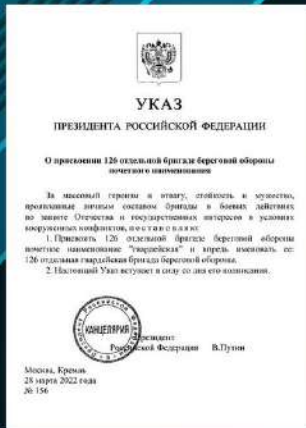 УКАЗ
ПРЕЗИДЕНТА РОССИЙСКОЙ ФЕДЕРАЦИИ
О присвоении 126 отдельной бригаде береговой обороны
почетного наименования
За массовый героизм и отвагу, стойкость и мужество,
проявленные личным составом бригады в боевых действиях
по защите Отечества и государственных интересов в условиях
вооруженных конфликтов, п о с т а н о в л я ю:
1. Присвоить 126 отдельной бригаде береговой обороны
почетное наименование "гвардейская" и впредь именовать ее:
126 отдельная гвардейская бригада береговой обороны.
2. Настоящий Указ вступает в силу со дня его подписания.
КАНЦЕЛЯРИЯ
Президент
Российской Федерации В.Путин
Москва, Кремль
28 марта 2022 года
№ 156